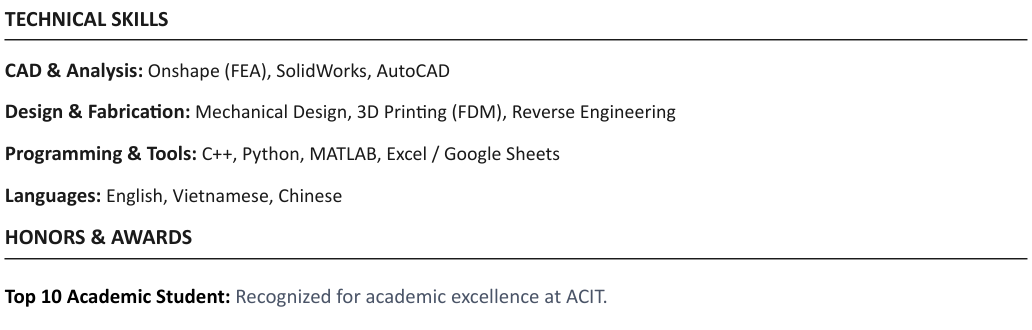 TECHNICAL SKILLS
CAD & Analysis: Onshape (FEA), SolidWorks, AutoCAD
Design & Fabrication: Mechanical Design, 3D Printing (FDM), Reverse Engineering
Programming & Tools: C++, Python, MATLAB, Excel / Google Sheets
Languages: English, Vietnamese, Chinese
HONORS & AWARDS
Top 10 Academic Student: Recognized for academic excellence at ACIT.